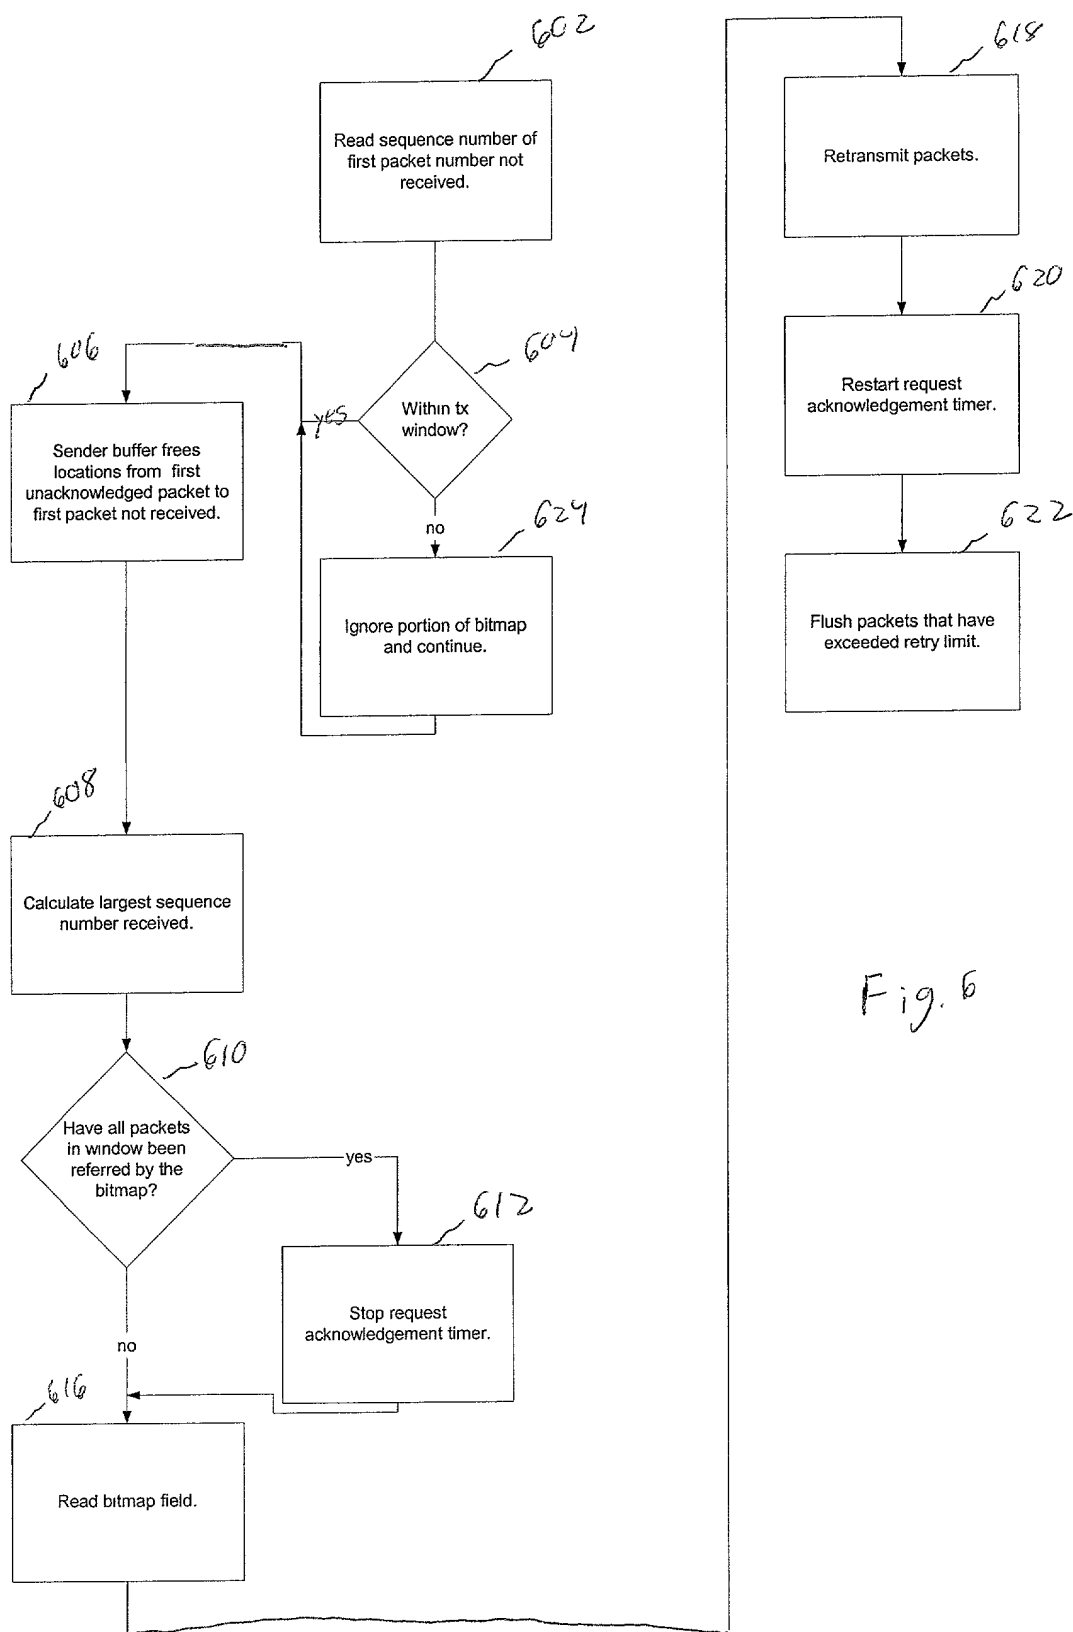 602
Read sequence number of
first packet number not
received.
604
Within tx
window?
yes
606
Sender buffer frees
locations from first
unacknowledged packet to
first packet not received.
no
624
Ignore portion of bitmap
and continue.
608
Calculate largest sequence
number received.
610
Have all packets
in window been
referred by the
bitmap?
yes
612
Stop request
acknowledgement timer.
no
616
Read bitmap field.
618
Retransmit packets.
620
Restart request
acknowledgement timer.
622
Flush packets that have
exceeded retry limit.
Fig. 6